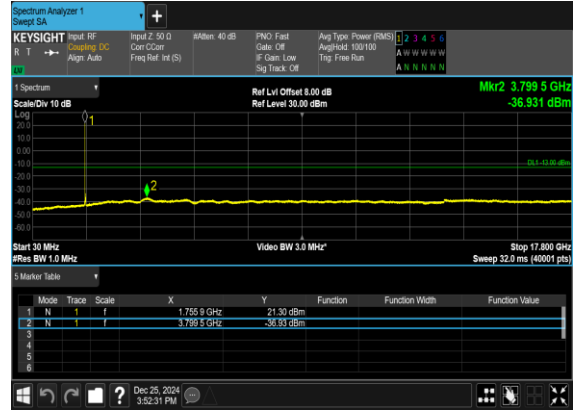 Spectrum Analyzer 1
Swept SA
+
KEYSIGHT Input: RF Input Z: 50 Ω #Atten: 40 dB PNO: Fast Avg Type: Power (RMS) 1 2 3 4 5 6
R T Coupling: DC Corr CCorr Gate: Off Avg|Hold: 100/100 A W W W W W
Align: Auto Freq Ref: Int (S) IF Gain: Low Trig: Free Run
LM Sig Track: Off A N N N N N
1 Spectrum Ref Lvl Offset 8.00 dB Mkr2 3.799 5 GHz
Scale/Div 10 dB Ref Level 30.00 dBm -36.931 dBm
Log
1
20.0
10.0
0.00
-10.0
DL1 -13.00 dBm
-20.0
2
-30.0
-40.0
-50.0
-60.0
Start 30 MHz Video BW 3.0 MHz* Stop 17.800 GHz
#Res BW 1.0 MHz Sweep 32.0 ms (40001 pts)
5 Marker Table
Mode Trace Scale X Y Function Function Width Function Value
1 N 1 f 1.755 9 GHz 21.30 dBm
2 N 1 f 3.799 5 GHz -36.93 dBm
3
4
5
6
? Dec 25, 2024
3:52:31 PM